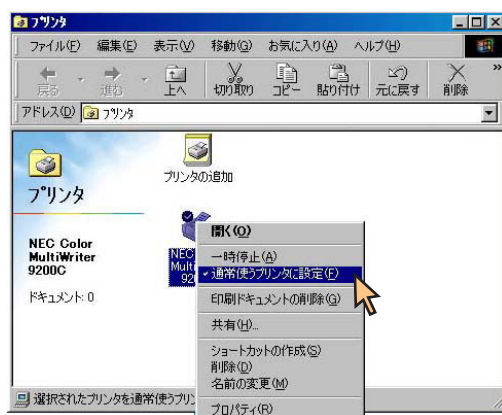 プリンタ
ファイル(F) 編集(E) 表示(V) 移動(G) お気に入り(A) ヘルプ(H)
戻る 進む 上へ 切り取り コピー 貼り付け 元に戻す 削除 »
アドレス(D) プリンタ
プリンタ
NEC Color
MultiWriter
9200C
ドキュメント: 0
プリンタの追加
NEC
Multi
92
開く(O)
一時停止(A)
通常使うプリンタに設定(F)
印刷ドキュメントの削除(G)
共有(H)...
ショートカットの作成(S)
削除(D)
名前の変更(M)
プロパティ(R)
選択されたプリンタを通常使うプリン